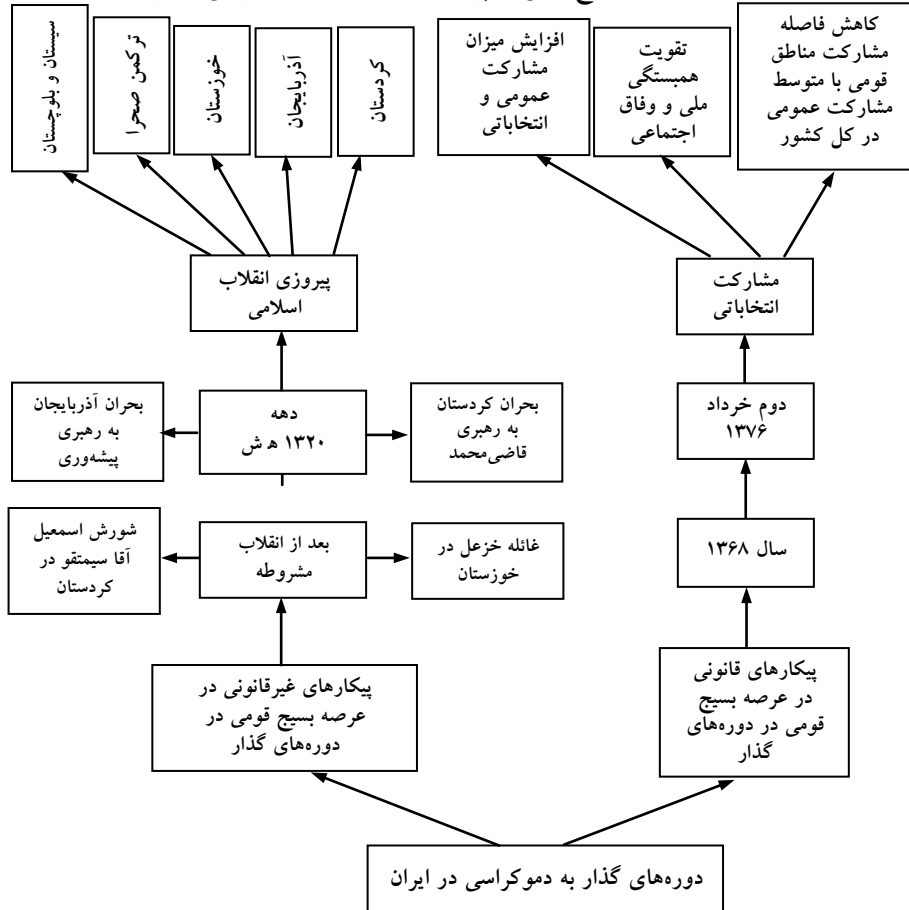 کاهش فاصله
مشارکت مناطق
قومی با متوسط
مشارکت عمومی
در کل کشور
تقویت
همبستگی
ملی و وفاق
اجتماعی
افزایش میزان
مشارکت
عمومی و
انتخاباتی
کردستان
آذربایجان
خوزستان
ترکمن صحرا
سیستان و بلوچستان
مشارکت
انتخاباتی
پیروزی انقلاب
اسلامی
دوم خرداد
۱۳۷۶
بحران کردستان
به رهبری
قاضی‌محمد
دهه
۱۳۲۰ ه ش
بحران آذربایجان
به رهبری
پیشه‌وری
سال ۱۳۶۸
غائله خزعل در
خوزستان
بعد از انقلاب
مشروطه
شورش اسمعیل
آقا سیمتقو در
کردستان
پیکارهای قانونی
در عرصه بسیج
قومی در دوره‌های
گذار
پیکارهای غیرقانونی در
عرصه بسیج قومی در
دوره‌های گذار
دوره‌های گذار به دموکراسی در ایران